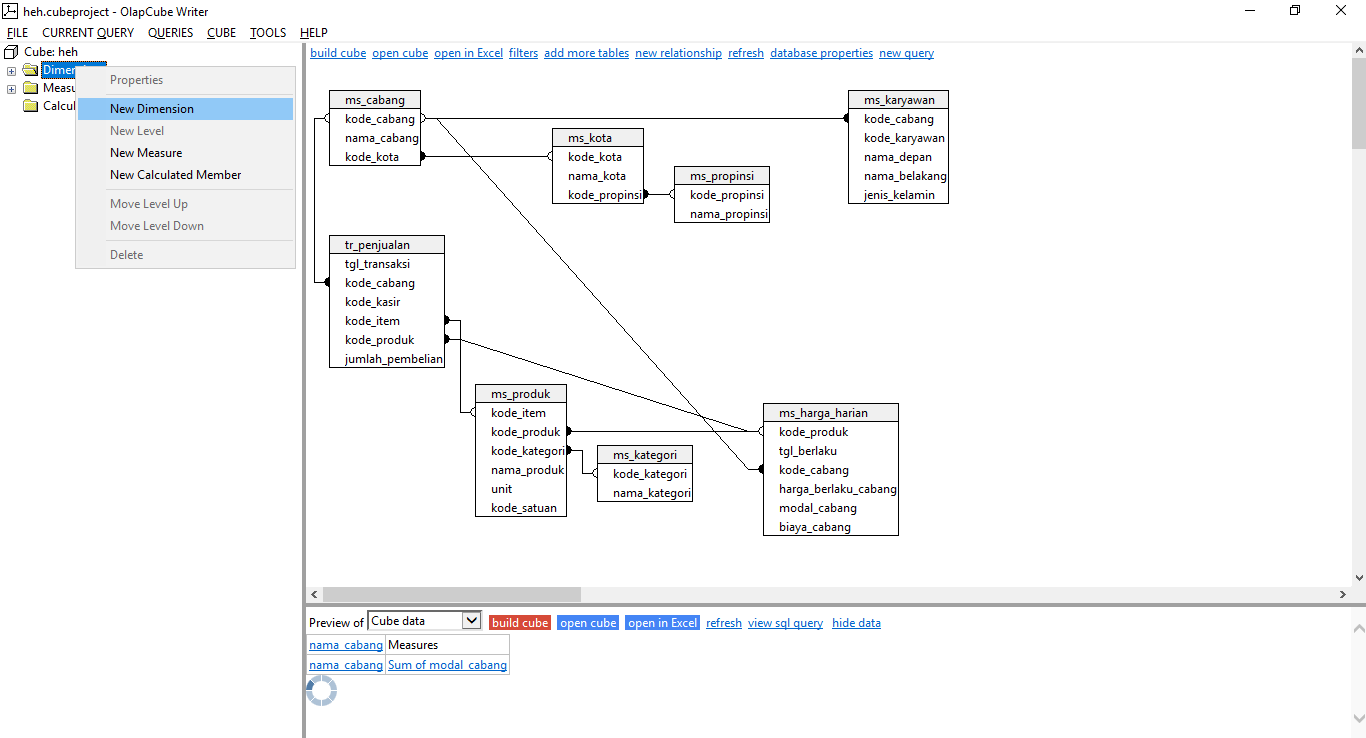 heh.cubeproject - OlapCube Writer
FILE CURRENT QUERY QUERIES CUBE TOOLS HELP
Cube: heh
Dimen
Measu
Calcul
Properties
New Dimension
New Level
New Measure
New Calculated Member
Move Level Up
Move Level Down
Delete
build cube open cube open in Excel filters add more tables new relationship refresh database properties new query
ms_cabang
kode_cabang
nama_cabang
kode_kota
ms_kota
kode_kota
nama_kota
kode_propinsi
ms_propinsi
kode_propinsi
nama_propinsi
ms_karyawan
kode_cabang
kode_karyawan
nama_depan
nama_belakang
jenis_kelamin
tr_penjualan
tgl_transaksi
kode_cabang
kode_kasir
kode_item
kode_produk
jumlah_pembelian
ms_produk
kode_item
kode_produk
kode_kategori
nama_produk
unit
kode_satuan
ms_kategori
kode_kategori
nama_kategori
ms_harga_harian
kode_produk
tgl_berlaku
kode_cabang
harga_berlaku_cabang
modal_cabang
biaya_cabang
Preview of Cube data build cube open cube open in Excel refresh view sql query hide data
nama_cabang Measures
nama_cabang Sum of modal_cabang